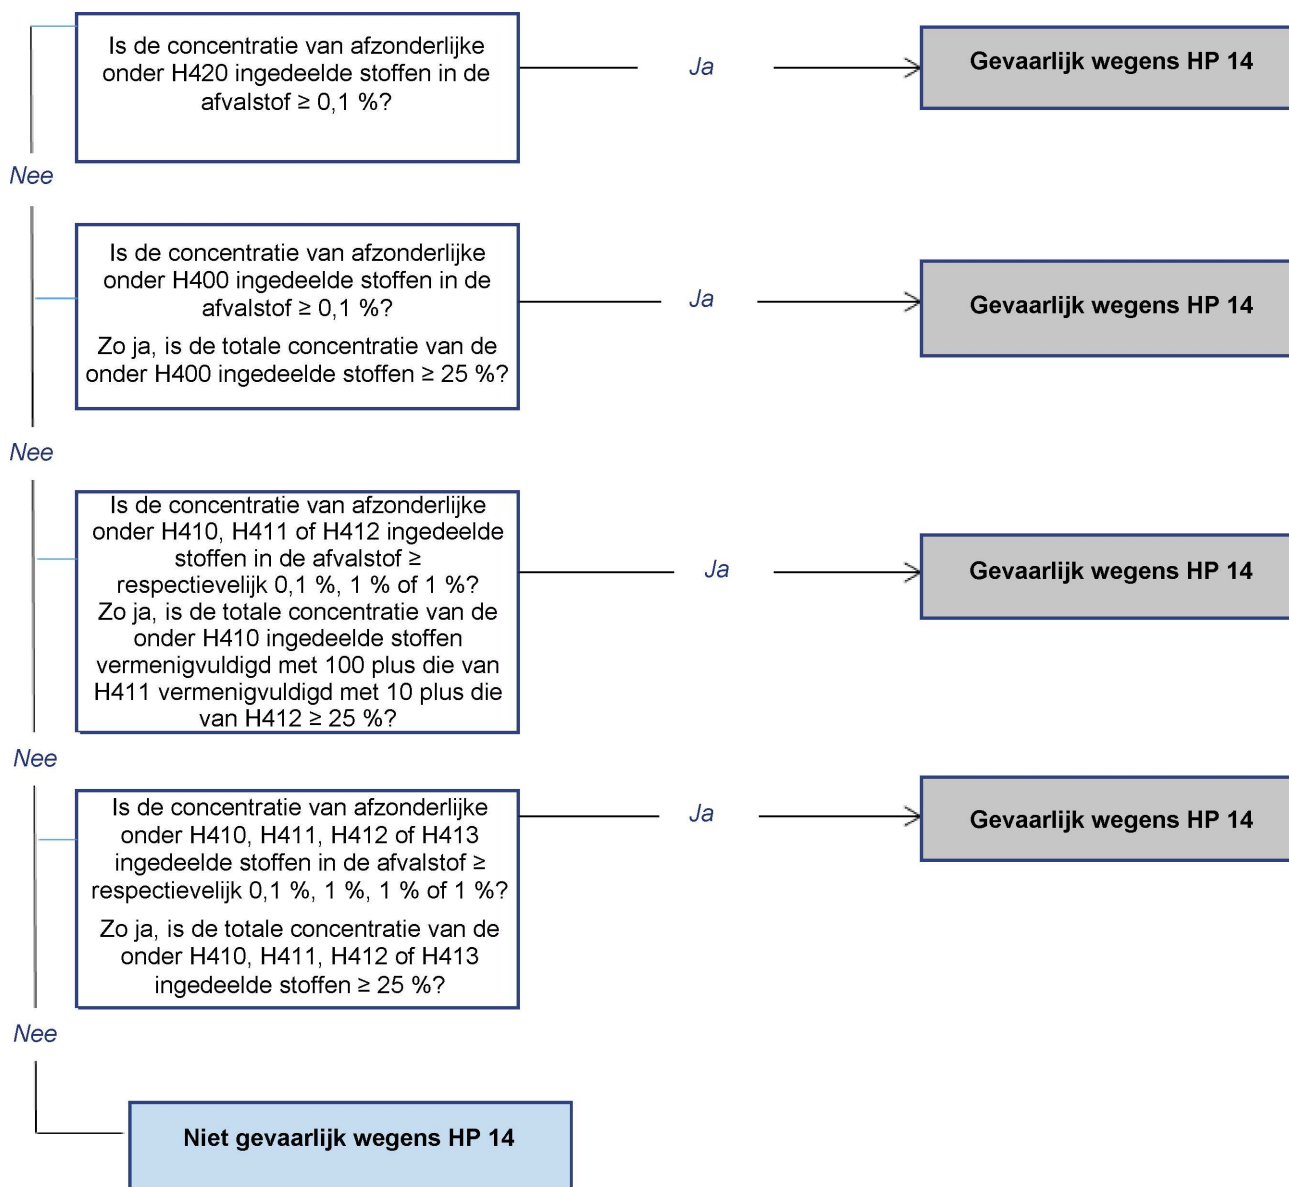 Is de concentratie van afzonderlijke
onder H420 ingedeelde stoffen in de
afvalstof ≥ 0,1 %?
Ja
Gevaarlijk wegens HP 14
Nee
Is de concentratie van afzonderlijke
onder H400 ingedeelde stoffen in de
afvalstof ≥ 0,1 %?
Zo ja, is de totale concentratie van de
onder H400 ingedeelde stoffen ≥ 25 %?
Ja
Gevaarlijk wegens HP 14
Nee
Is de concentratie van afzonderlijke
onder H410, H411 of H412 ingedeelde
stoffen in de afvalstof ≥
respectievelijk 0,1 %, 1 % of 1 %?
Zo ja, is de totale concentratie van de
onder H410 ingedeelde stoffen
vermenigvuldigd met 100 plus die van
H411 vermenigvuldigd met 10 plus die
van H412 ≥ 25 %?
Ja
Gevaarlijk wegens HP 14
Nee
Is de concentratie van afzonderlijke
onder H410, H411, H412 of H413
ingedeelde stoffen in de afvalstof ≥
respectievelijk 0,1 %, 1 %, 1 % of 1 %?
Zo ja, is de totale concentratie van de
onder H410, H411, H412 of H413
ingedeelde stoffen ≥ 25 %?
Ja
Gevaarlijk wegens HP 14
Nee
Niet gevaarlijk wegens HP 14